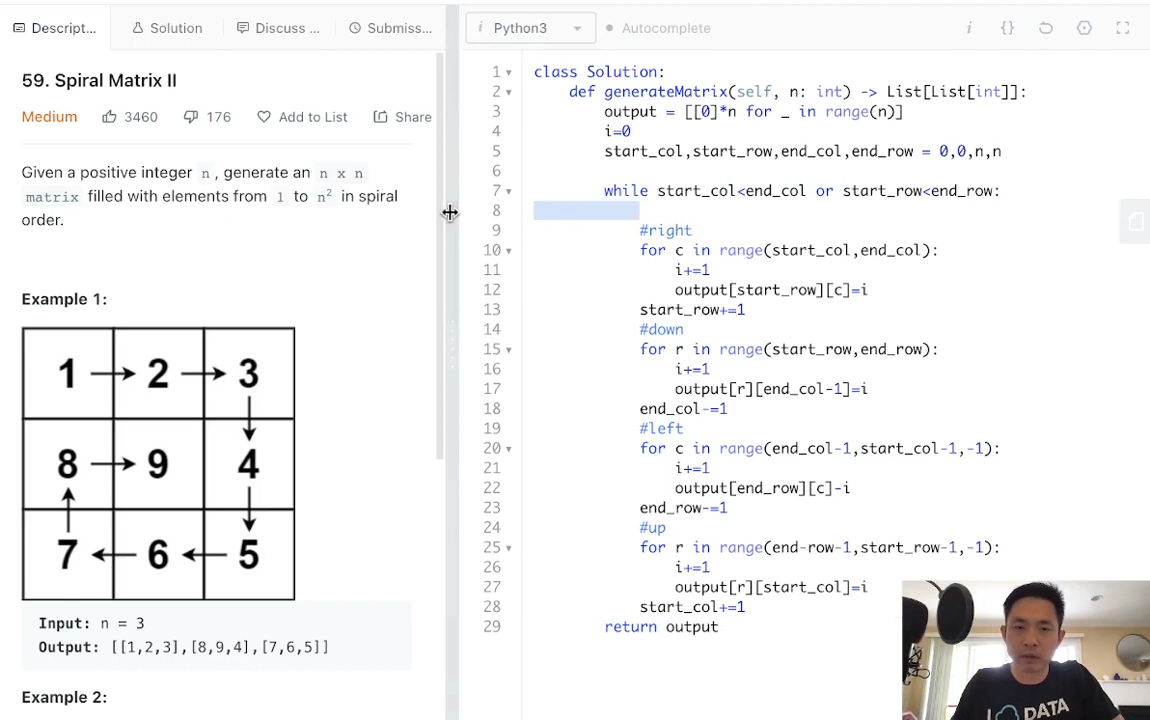 Descript...
Solution
Discuss ...
Submiss...
i Python3
Autocomplete
i {}
59. Spiral Matrix II
Medium 3460 176 Add to List Share
Given a positive integer n , generate an n x n
matrix filled with elements from 1 to n² in spiral
order.
Example 1:
1 2 3
8 9 4
7 6 5
Input: n = 3
Output: [[1,2,3],[8,9,4],[7,6,5]]
Example 2:
1 class Solution:
2 def generateMatrix(self, n: int) -> List[List[int]]:
3 output = [[0]*n for _ in range(n)]
4 i=0
5 start_col,start_row,end_col,end_row = 0,0,n,n
6
7 while start_col<end_col or start_row<end_row:
8
9 #right
10 for c in range(start_col,end_col):
11 i+=1
12 output[start_row][c]=i
13 start_row+=1
14 #down
15 for r in range(start_row,end_row):
16 i+=1
17 output[r][end_col-1]=i
18 end_col-=1
19 #left
20 for c in range(end_col-1,start_col-1,-1):
21 i+=1
22 output[end_row][c]-i
23 end_row-=1
24 #up
25 for r in range(end-row-1,start_row-1,-1):
26 i+=1
27 output[r][start_col]=i
28 start_col+=1
29 return output
DATA